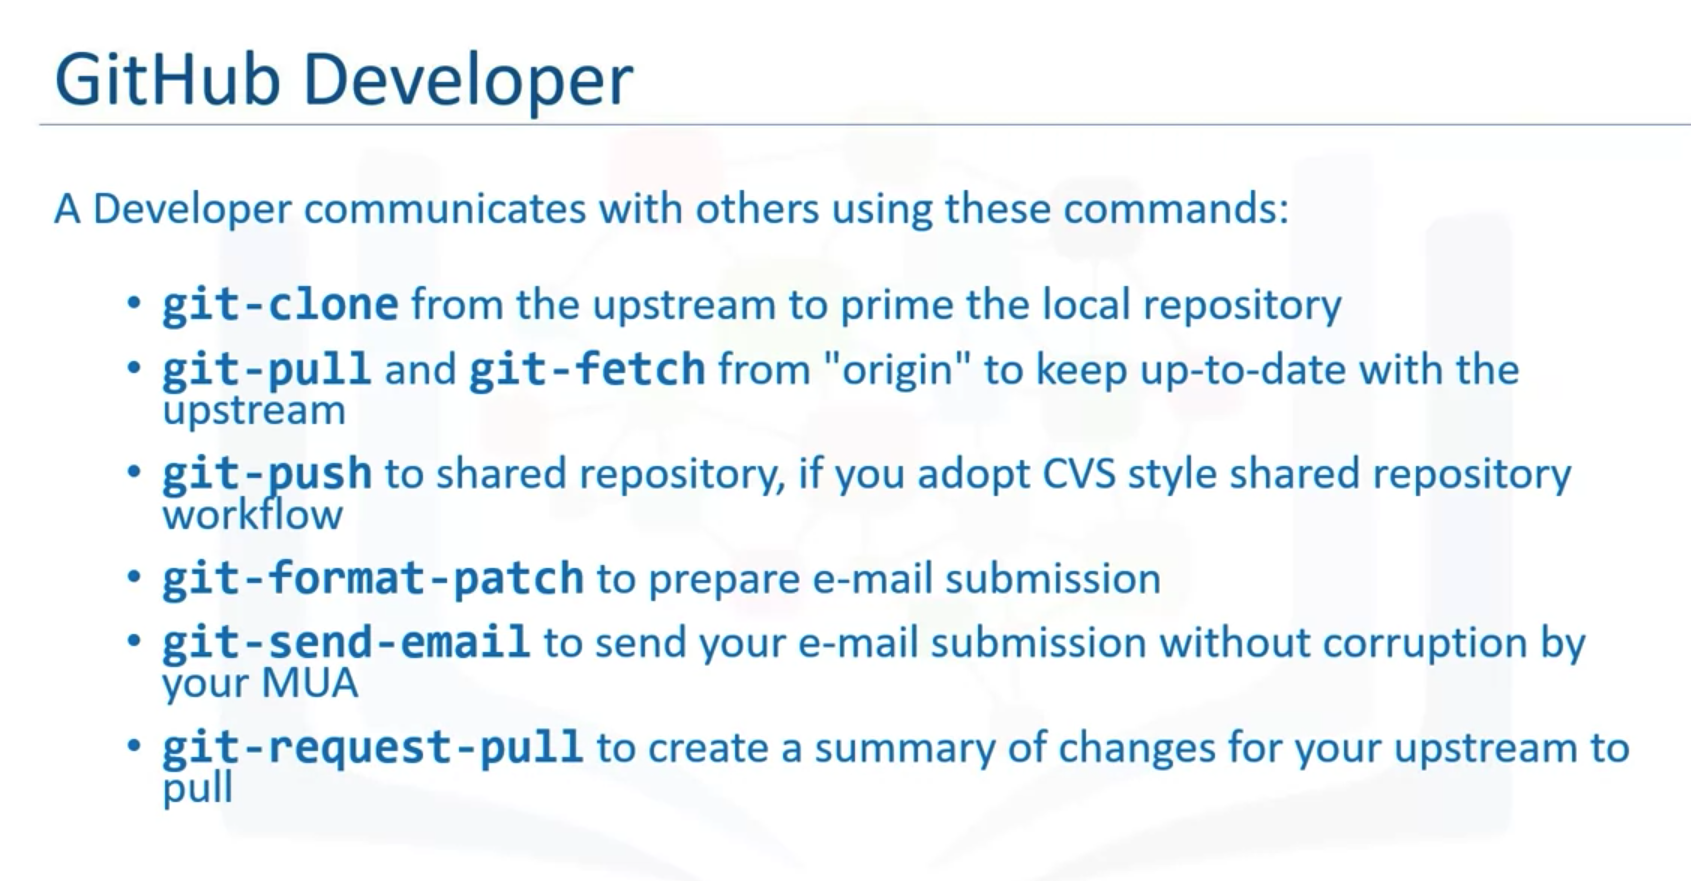 GitHub Developer
A Developer communicates with others using these commands:
• git-clone from the upstream to prime the local repository
• git-pull and git-fetch from "origin" to keep up-to-date with the
upstream
• git-push to shared repository, if you adopt CVS style shared repository
workflow
• git-format-patch to prepare e-mail submission
• git-send-email to send your e-mail submission without corruption by
your MUA
• git-request-pull to create a summary of changes for your upstream to
pull